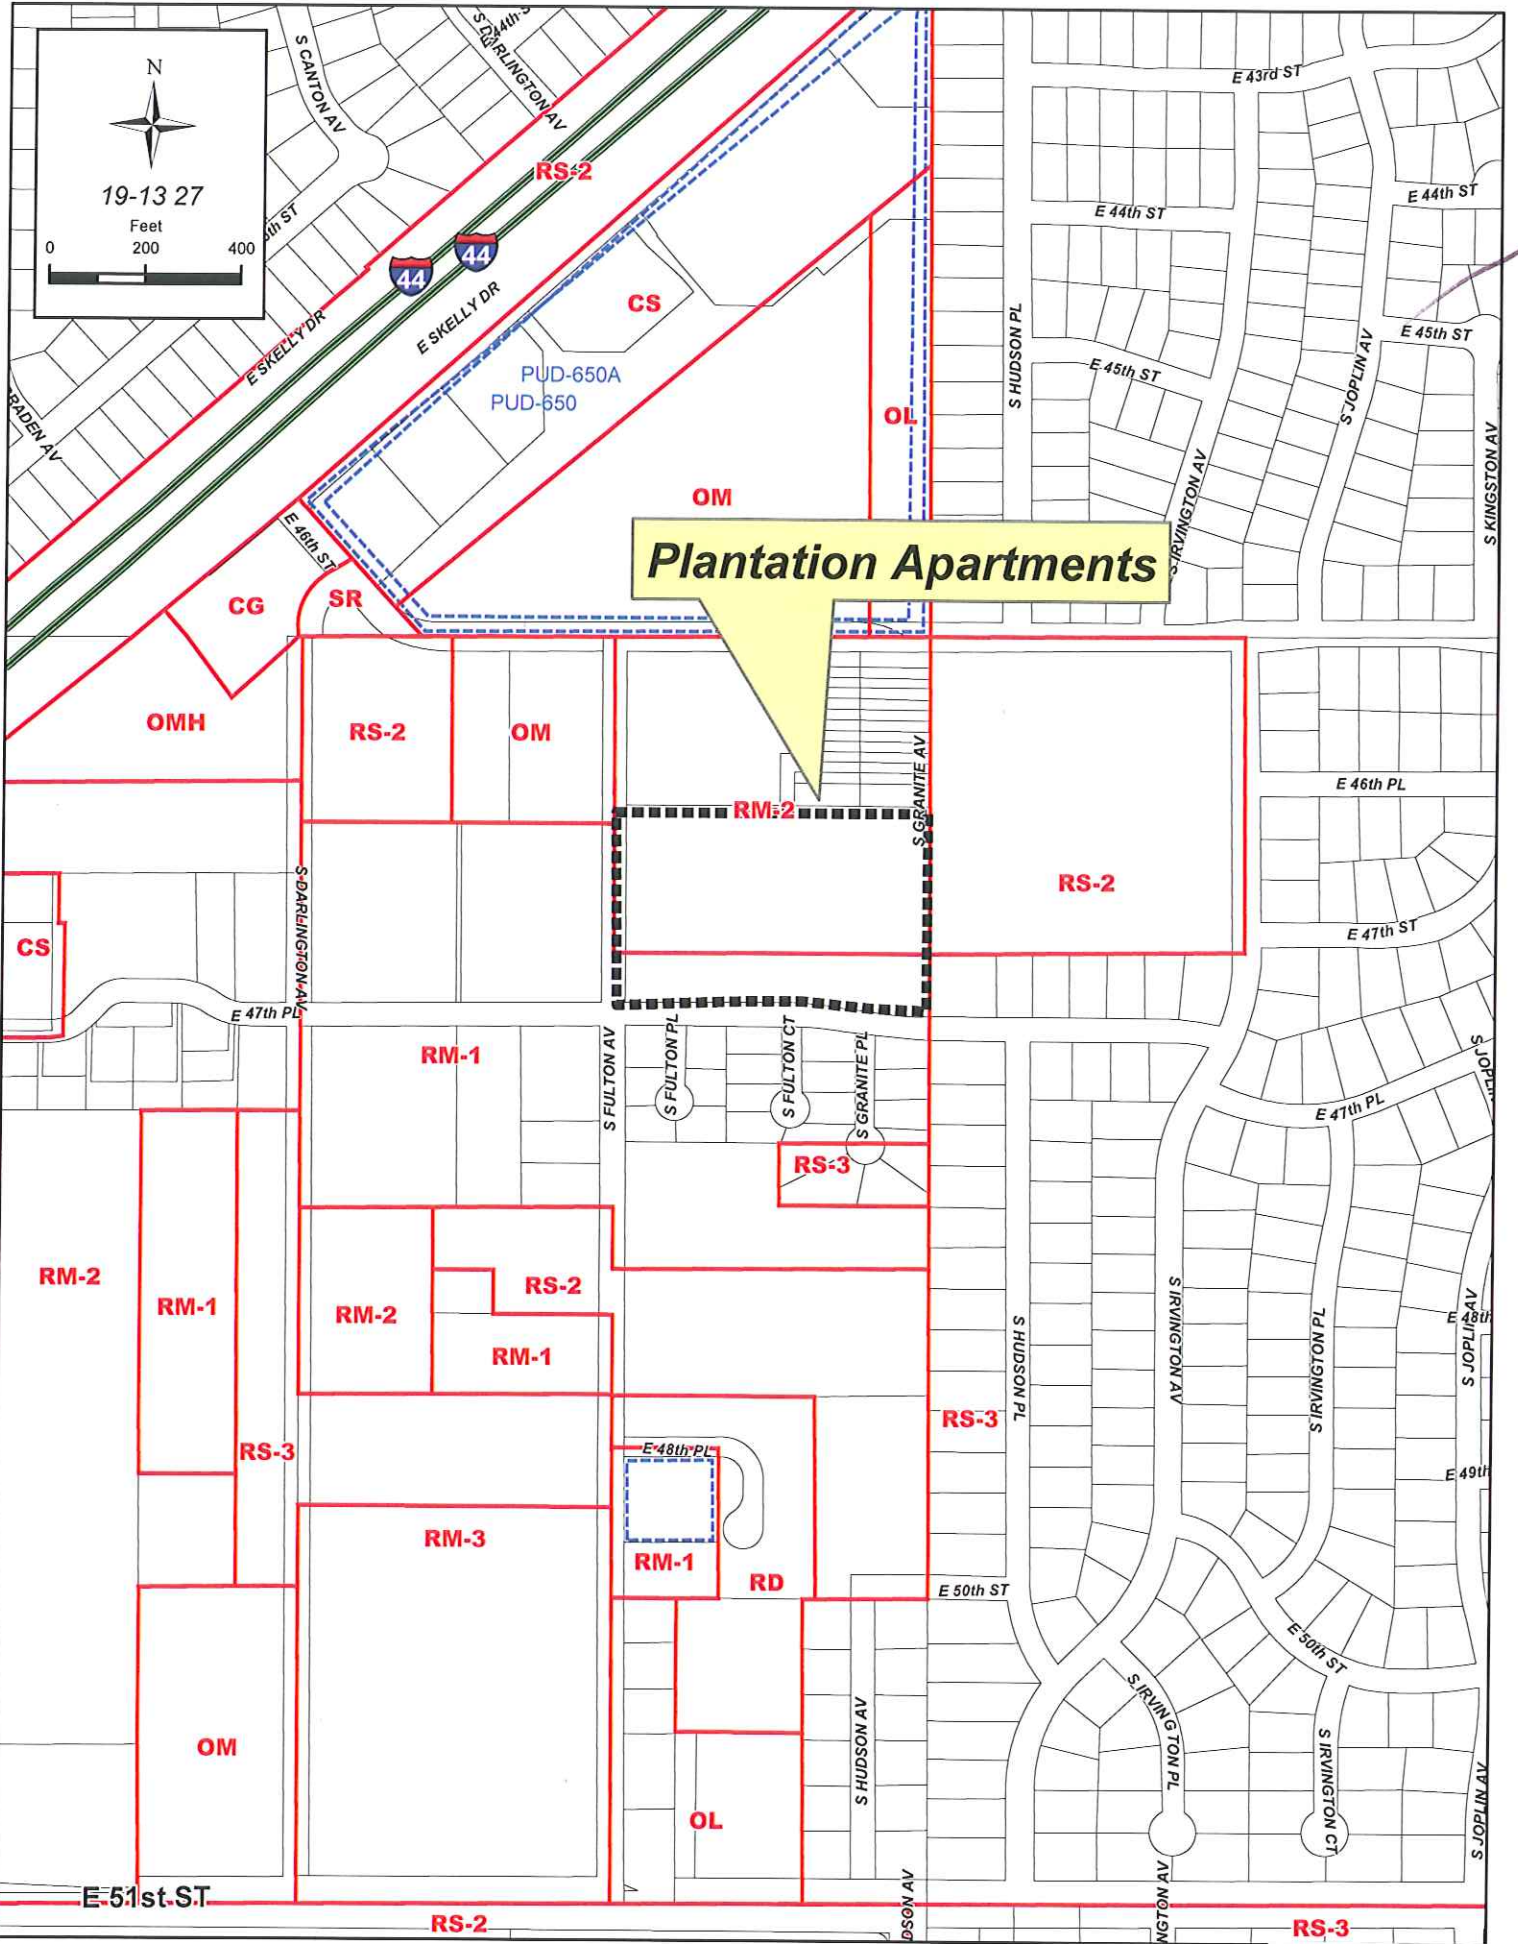 N
19-13 27
Feet
0 200 400
S CANTON AV
S DARLINGTON AV
E 43rd ST
RS-2
E 44th ST
E 44th ST
44
44
E SKELLY DR
E SKELLY DR
CS
S HUDSON PL
E 45th ST
E 45th ST
S JOPLIN AV
PUD-650A
PUD-650
OL
S KINGSTON AV
S IRVINGTON AV
OM
E 46th ST
Plantation Apartments
CG
SR
OMH
RS-2
OM
S GRANITE AV
E 46th PL
RM-2
RS-2
CS
S DARLINGTON AV
E 47th ST
E 47th PL
RM-1
S FULTON AV
S FULTON PL
S FULTON CT
S GRANITE PL
E 47th PL
RS-3
RM-2
RM-1
RM-2
RS-2
RM-1
S HUDSON PL
S IRVINGTON AV
S IRVINGTON PL
S JOPLIN AV
E 48th
RS-3
RS-3
E 48th PL
E 49th
RM-3
RM-1
RD
E 50th ST
E 50th ST
OM
S HUDSON AV
S IRVINGTON PL
S IRVINGTON CT
S JOPLIN AV
OL
E 51st ST
RS-2
DSON AV
NGTON AV
RS-3